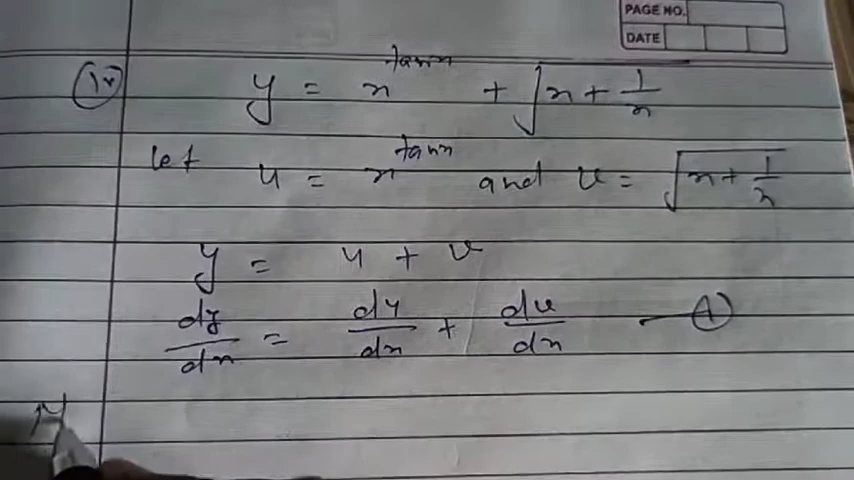 PAGE NO.
DATE
(iv) y = x^tanx + √(x + 1/x)
let u = x^tanx and v = √(x + 1/x)
y = u + v
dy/dx = du/dx + dv/dx — (1)